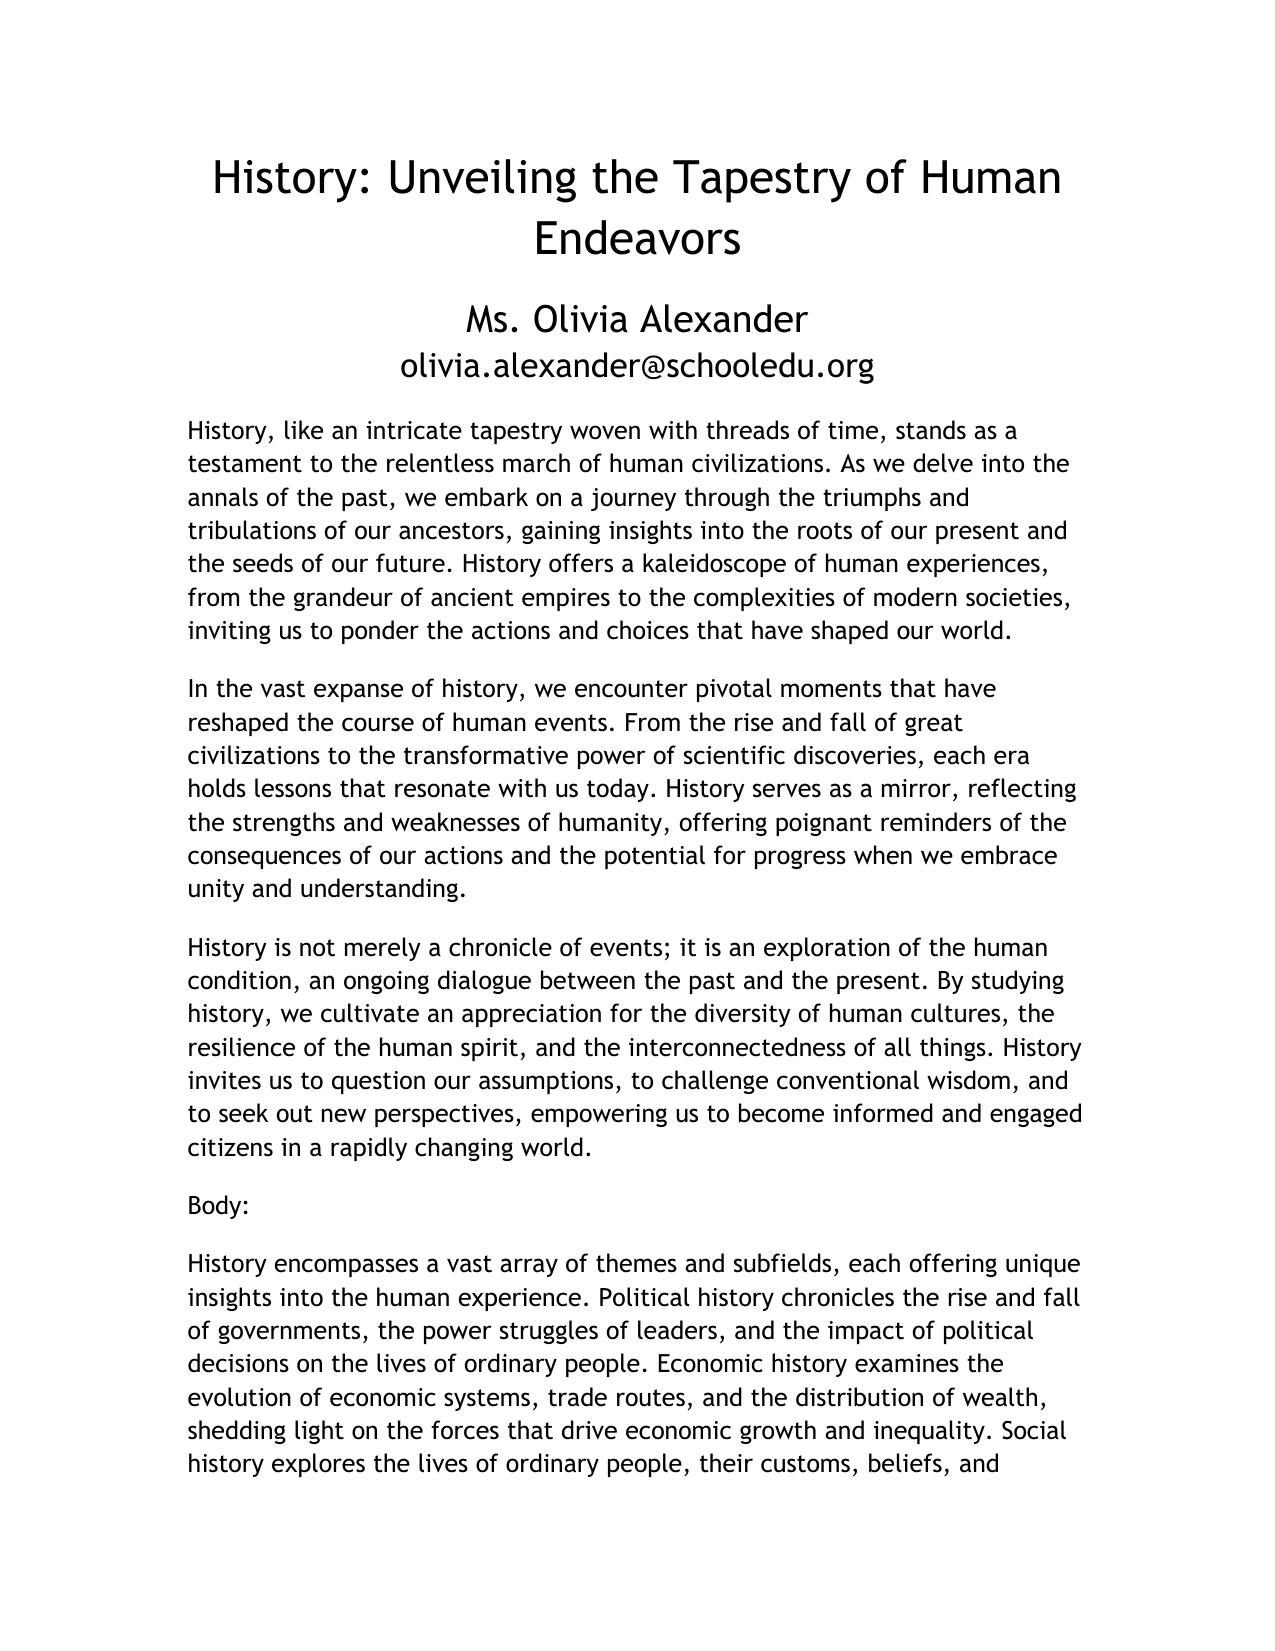 History: Unveiling the Tapestry of Human
Endeavors
Ms. Olivia Alexander
olivia.alexander@schooledu.org
History, like an intricate tapestry woven with threads of time, stands as a
testament to the relentless march of human civilizations. As we delve into the
annals of the past, we embark on a journey through the triumphs and
tribulations of our ancestors, gaining insights into the roots of our present and
the seeds of our future. History offers a kaleidoscope of human experiences,
from the grandeur of ancient empires to the complexities of modern societies,
inviting us to ponder the actions and choices that have shaped our world.
In the vast expanse of history, we encounter pivotal moments that have
reshaped the course of human events. From the rise and fall of great
civilizations to the transformative power of scientific discoveries, each era
holds lessons that resonate with us today. History serves as a mirror, reflecting
the strengths and weaknesses of humanity, offering poignant reminders of the
consequences of our actions and the potential for progress when we embrace
unity and understanding.
History is not merely a chronicle of events; it is an exploration of the human
condition, an ongoing dialogue between the past and the present. By studying
history, we cultivate an appreciation for the diversity of human cultures, the
resilience of the human spirit, and the interconnectedness of all things. History
invites us to question our assumptions, to challenge conventional wisdom, and
to seek out new perspectives, empowering us to become informed and engaged
citizens in a rapidly changing world.
Body:
History encompasses a vast array of themes and subfields, each offering unique
insights into the human experience. Political history chronicles the rise and fall
of governments, the power struggles of leaders, and the impact of political
decisions on the lives of ordinary people. Economic history examines the
evolution of economic systems, trade routes, and the distribution of wealth,
shedding light on the forces that drive economic growth and inequality. Social
history explores the lives of ordinary people, their customs, beliefs, and